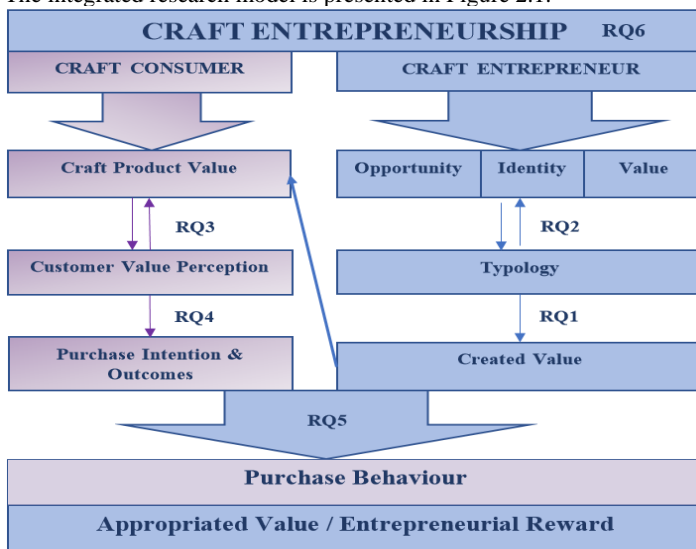 The integrated research model is presented in Figure 2.1.
CRAFT ENTREPRENEURSHIP RQ6
CRAFT CONSUMER
CRAFT ENTREPRENEUR
Craft Product Value
Opportunity
Identity
Value
RQ3
RQ2
Customer Value Perception
Typology
RQ4
RQ1
Purchase Intention &
Outcomes
Created Value
RQ5
Purchase Behaviour
Appropriated Value / Entrepreneurial Reward